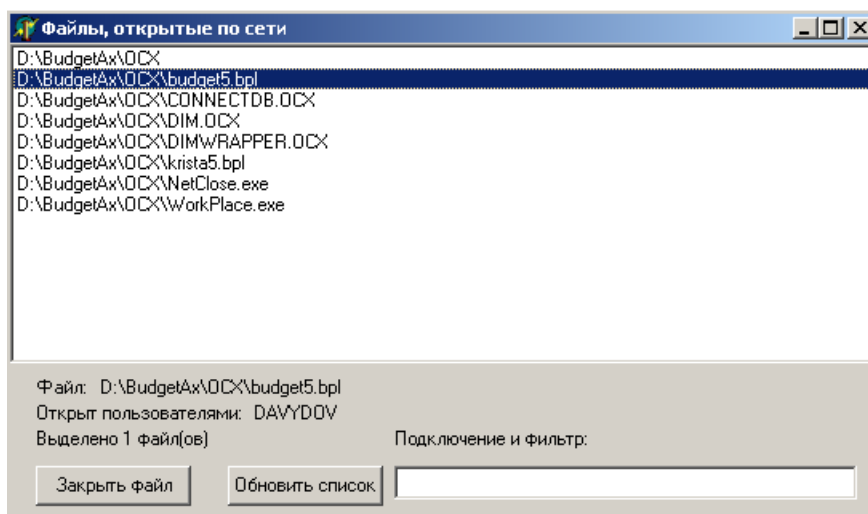 Файлы, открытые по сети
D:\BudgetAx\OCX
D:\BudgetAx\OCX\budget5.bpl
D:\BudgetAx\OCX\CONNECTDB.OCX
D:\BudgetAx\OCX\DIM.OCX
D:\BudgetAx\OCX\DIMWRAPPER.OCX
D:\BudgetAx\OCX\krista5.bpl
D:\BudgetAx\OCX\NetClose.exe
D:\BudgetAx\OCX\WorkPlace.exe
Файл: D:\BudgetAx\OCX\budget5.bpl
Открыт пользователями: DAVYDOV
Выделено 1 файл(ов) Подключение и фильтр:
Закрыть файл Обновить список